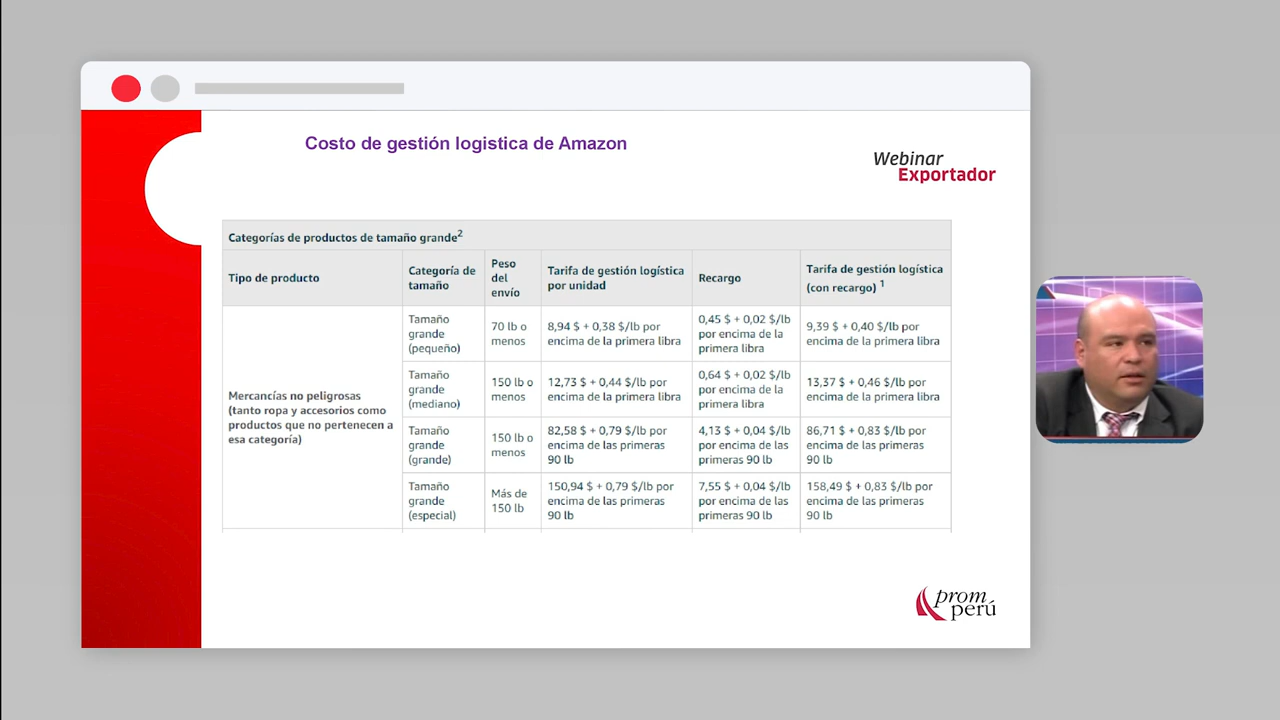 Costo de gestión logistica de Amazon
Webinar
Exportador
Categorías de productos de tamaño grande2
Tipo de producto
Categoría de
tamaño
Peso
del
envío
Tarifa de gestión logística
por unidad
Recargo
Tarifa de gestión logística
(con recargo) 1
Mercancías no peligrosas
(tanto ropa y accesorios como
productos que no pertenecen a
esa categoría)
Tamaño
grande
(pequeño)
70 lb o
menos
8,94 $ + 0,38 $/lb por
encima de la primera libra
0,45 $ + 0,02 $/lb
por encima de la
primera libra
9,39 $ + 0,40 $/lb por
encima de la primera libra
Tamaño
grande
(mediano)
150 lb o
menos
12,73 $ + 0,44 $/lb por
encima de la primera libra
0,64 $ + 0,02 $/lb
por encima de la
primera libra
13,37 $ + 0,46 $/lb por
encima de la primera libra
Tamaño
grande
(grande)
150 lb o
menos
82,58 $ + 0,79 $/lb por
encima de las primeras
90 lb
4,13 $ + 0,04 $/lb
por encima de las
primeras 90 lb
86,71 $ + 0,83 $/lb por
encima de las primeras
90 lb
Tamaño
grande
(especial)
Más de
150 lb
150,94 $ + 0,79 $/lb por
encima de las primeras
90 lb
7,55 $ + 0,04 $/lb
por encima de las
primeras 90 lb
158,49 $ + 0,83 $/lb por
encima de las primeras
90 lb
prom
perú